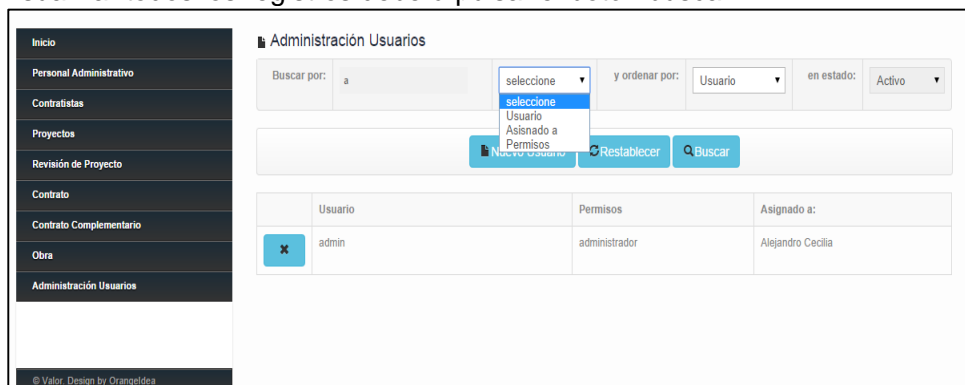 Inicio
Personal Administrativo
Contratistas
Proyectos
Revisión de Proyecto
Contrato
Contrato Complementario
Obra
Administración Usuarios
© Valor. Design by OrangeIdea
Administración Usuarios
Buscar por: a seleccione y ordenar por: Usuario en estado: Activo
seleccione
Usuario
Asisnado a
Permisos
Restablecer Buscar
Usuario Permisos Asignado a:
admin administrador Alejandro Cecilia